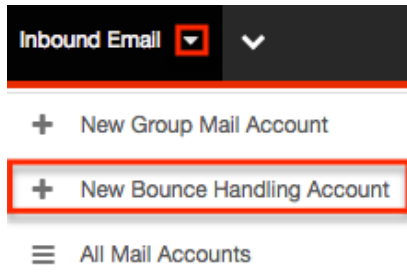 Inbound Email
New Group Mail Account
New Bounce Handling Account
All Mail Accounts